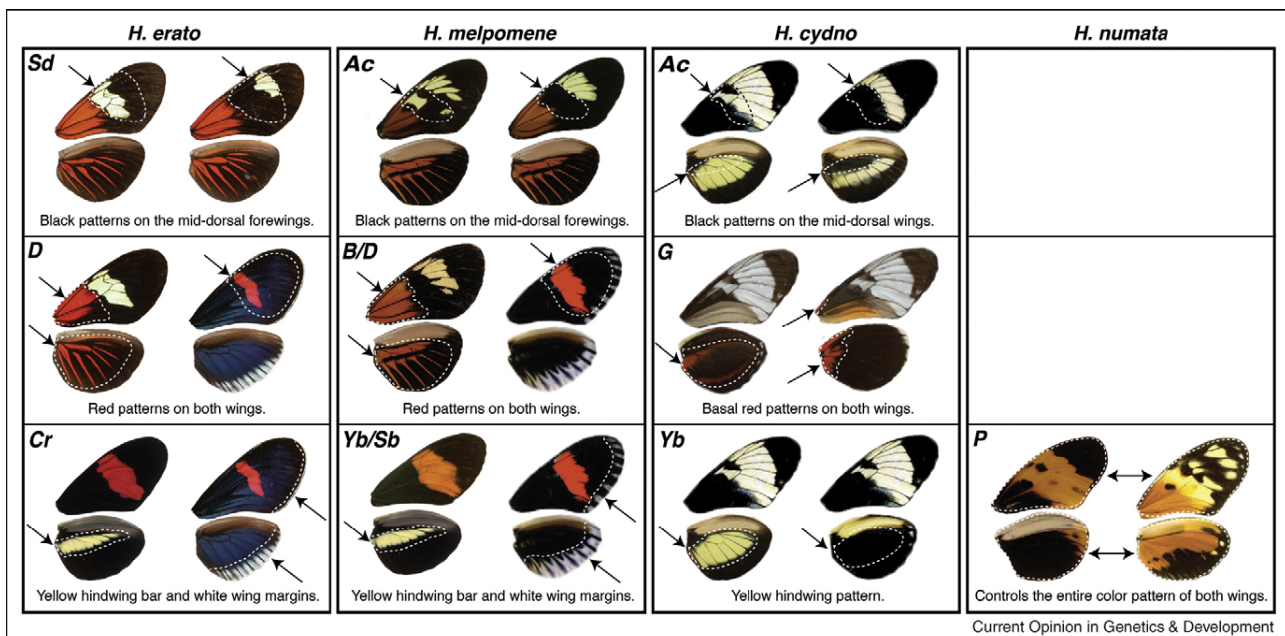 H. erato
H. melpomene
H. cydno
H. numata
Sd
Black patterns on the mid-dorsal forewings.
Ac
Black patterns on the mid-dorsal forewings.
Ac
Black patterns on the mid-dorsal wings.
D
Red patterns on both wings.
B/D
Red patterns on both wings.
G
Basal red patterns on both wings.
Cr
Yellow hindwing bar and white wing margins.
Yb/Sb
Yellow hindwing bar and white wing margins.
Yb
Yellow hindwing pattern.
P
Controls the entire color pattern of both wings.
Current Opinion in Genetics & Development